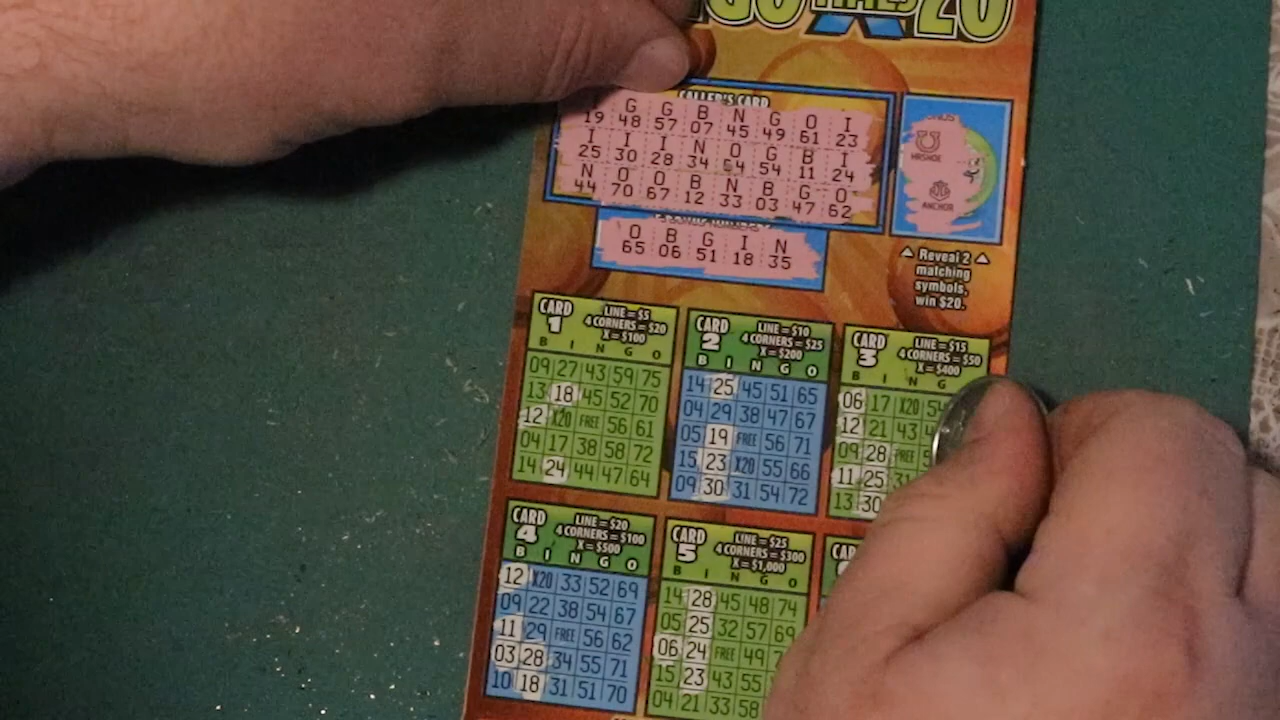 X20
CALLER'S CARD
G G B N G O I
19 48 57 07 45 49 61 23
I I I N O G B I
25 30 28 34 64 54 11 24
N O O B N B G O
44 70 67 12 33 03 47 62
O B G I N
65 06 51 18 35
HRSHOE
ANCHOR
Reveal 2
matching
symbols,
win $20.
CARD
1
LINE = $5
4 CORNERS = $20
X = $100
B I N G O
09 27 43 59 75
13 18 45 52 70
12 X20 FREE 56 61
04 17 38 58 72
14 24 44 47 64
CARD
2
LINE = $10
4 CORNERS = $25
X = $200
B I N G O
14 25 45 51 65
04 29 38 47 67
05 19 FREE 56 71
15 23 X20 55 66
09 30 31 54 72
CARD
3
LINE = $15
4 CORNERS = $50
X = $400
B I N G
06 17 X20
12 21 43
09 28 FREE
11 25 31
13 30
CARD
4
LINE = $20
4 CORNERS = $100
X = $500
B I N G O
12 X20 33 52 69
09 22 38 54 67
11 29 FREE 56 62
03 28 34 55 71
10 18 31 51 70
CARD
5
LINE = $25
4 CORNERS = $300
X = $1,000
B I N G O
14 28 45 48 74
05 25 32 57 69
06 24 FREE 49
15 23 43 55
04 21 33 58
CARD